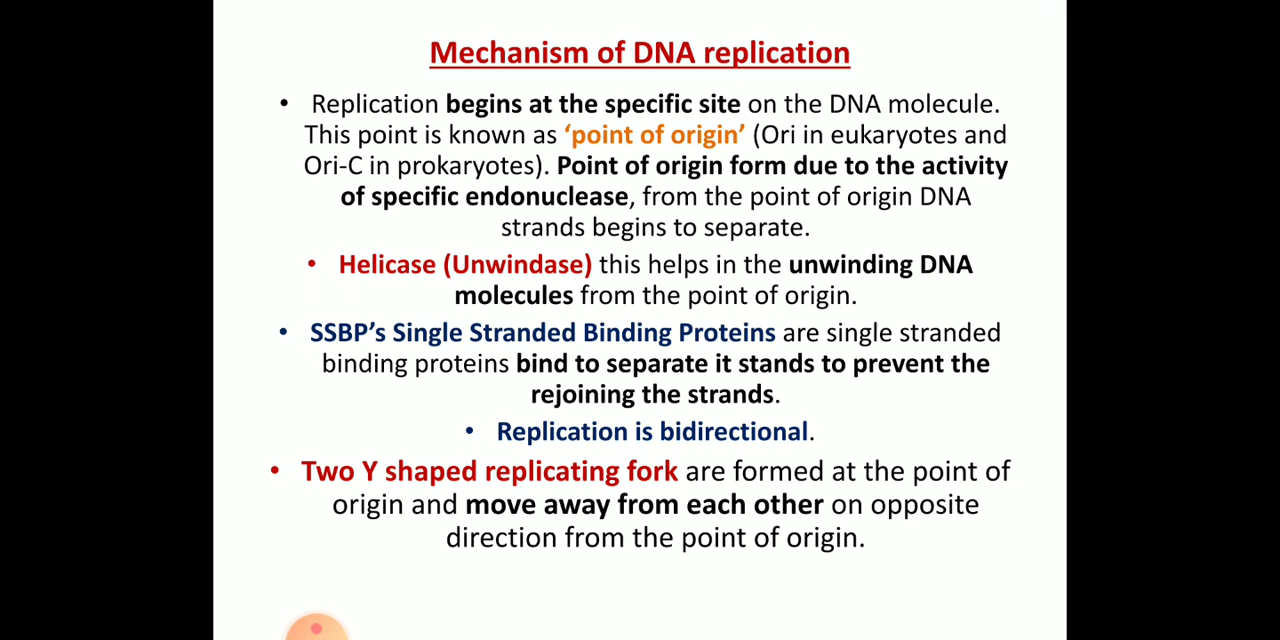 Mechanism of DNA replication
• Replication begins at the specific site on the DNA molecule.
This point is known as ‘point of origin’ (Ori in eukaryotes and
Ori-C in prokaryotes). Point of origin form due to the activity
of specific endonuclease, from the point of origin DNA
strands begins to separate.
• Helicase (Unwindase) this helps in the unwinding DNA
molecules from the point of origin.
• SSBP’s Single Stranded Binding Proteins are single stranded
binding proteins bind to separate it stands to prevent the
rejoining the strands.
• Replication is bidirectional.
• Two Y shaped replicating fork are formed at the point of
origin and move away from each other on opposite
direction from the point of origin.